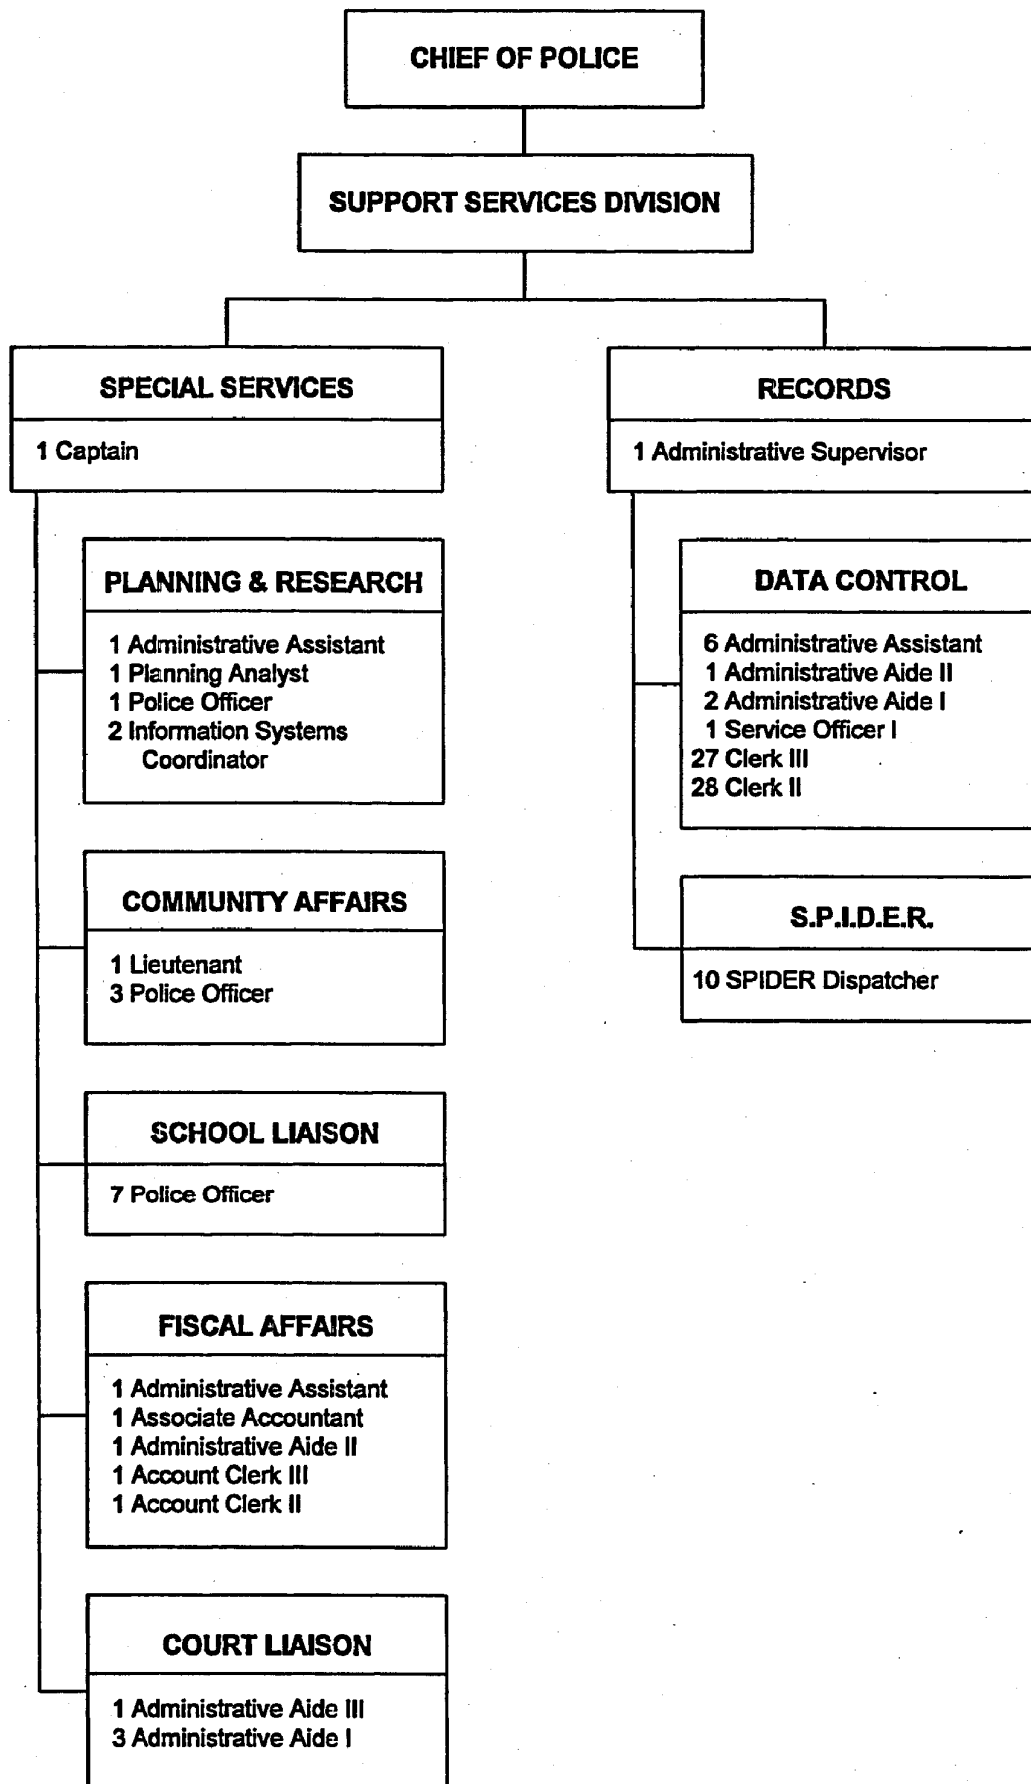 CHIEF OF POLICE
SUPPORT SERVICES DIVISION
SPECIAL SERVICES
1 Captain
PLANNING & RESEARCH
1 Administrative Assistant
1 Planning Analyst
1 Police Officer
2 Information Systems
Coordinator
COMMUNITY AFFAIRS
1 Lieutenant
3 Police Officer
SCHOOL LIAISON
7 Police Officer
FISCAL AFFAIRS
1 Administrative Assistant
1 Associate Accountant
1 Administrative Aide II
1 Account Clerk III
1 Account Clerk II
COURT LIAISON
1 Administrative Aide III
3 Administrative Aide I
RECORDS
1 Administrative Supervisor
DATA CONTROL
6 Administrative Assistant
1 Administrative Aide II
2 Administrative Aide I
1 Service Officer I
27 Clerk III
28 Clerk II
S.P.I.D.E.R.
10 SPIDER Dispatcher